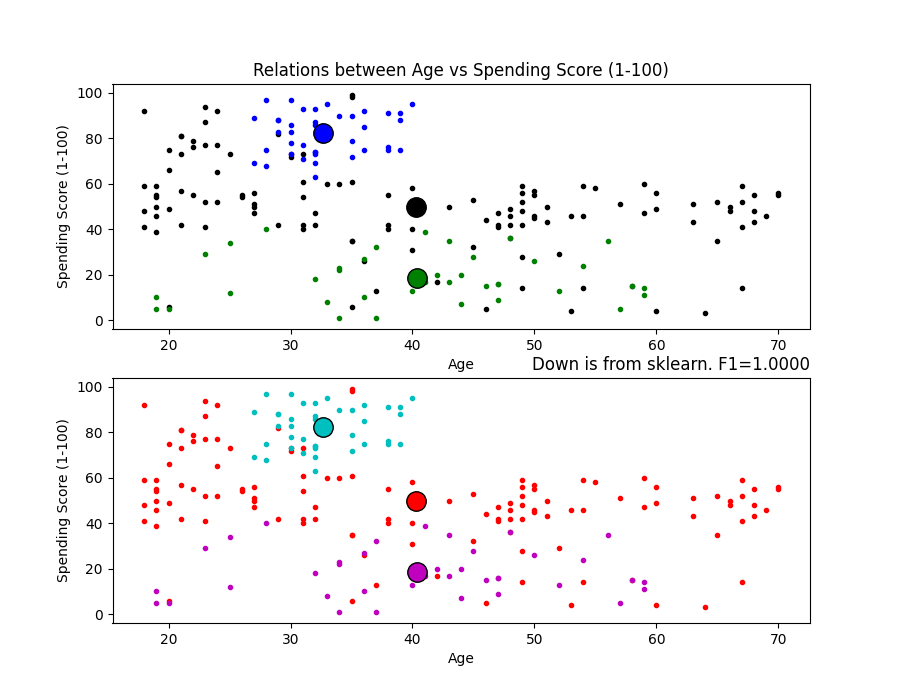 Relations between Age vs Spending Score (1-100)
100
80
60
40
20
0
Spending Score (1-100)
20 30 40 50 60 70
Age
Down is from sklearn. F1=1.0000
100
80
60
40
20
0
Spending Score (1-100)
20 30 40 50 60 70
Age